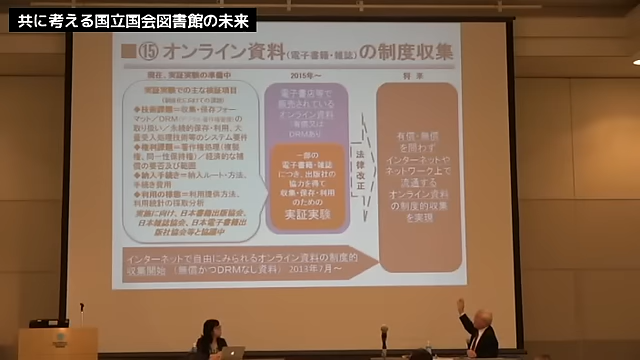 共に考える国立国会図書館の未来
■⑮オンライン資料(電子書籍・雑誌)の制度収集
現在、実証実験の準備中
2015年~
将来
実証実験での主な検証項目
◆技術課題=収集・保存フォー
マット/DRM
の取り扱い/永続的保存・利用、大
量受入処理技術等のシステム要件
◆権利課題=著作権処理(複製
権、同一性保持権)/経済的な補
償の要否及び範囲
◆納入手続き=納入ルート・方法、
手続き費用
◆利用の様態=利用提供方法、
利用統計の採取分析
実施に向け、日本書籍出版協会、
日本雑誌協会、日本電子書籍出
版社協会等と協議中
電子書店等で
販売されている
オンライン資料
(有償又は
DRMあり)
一部の
電子書籍・雑誌
につき、出版社の
協力を得て
収集・保存・利用
のための
実証実験
法律改正
有償・無償
を問わず
インターネットや
ネットワーク上で
流通する
オンライン資料
の制度的収集
を実現
インターネットで自由にみられるオンライン資料の制度的
収集開始 (無償かつDRMなし資料) 2013年7月~